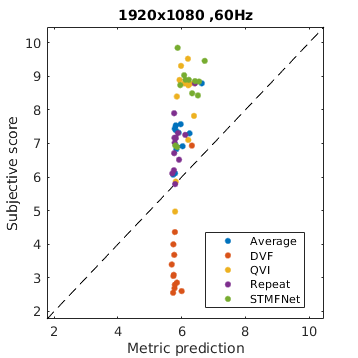 1920x1080 ,60Hz
Subjective score
10
9
8
7
6
5
4
3
2
Average
DVF
QVI
Repeat
STMFNet
2 4 6 8 10
Metric prediction